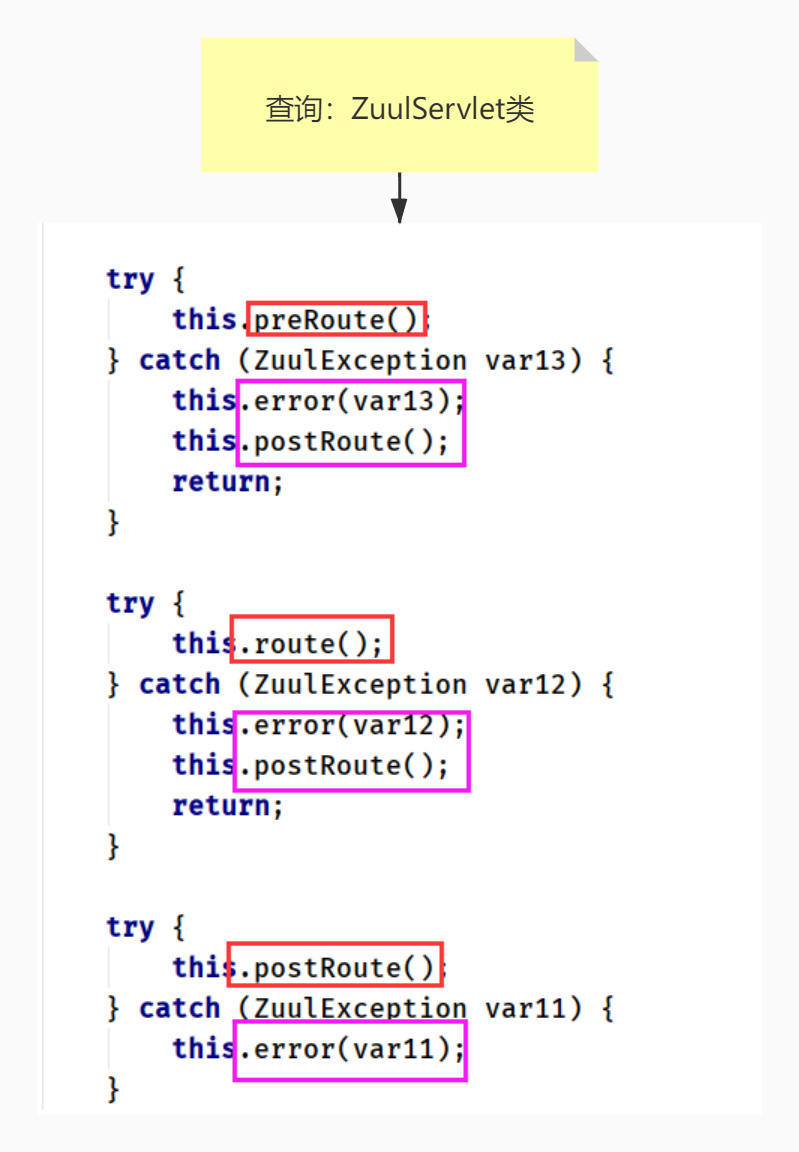 查询：ZuulServlet类
try {
this.preRoute();
} catch (ZuulException var13) {
this.error(var13);
this.postRoute();
return;
}
try {
this.route();
} catch (ZuulException var12) {
this.error(var12);
this.postRoute();
return;
}
try {
this.postRoute();
} catch (ZuulException var11) {
this.error(var11);
}